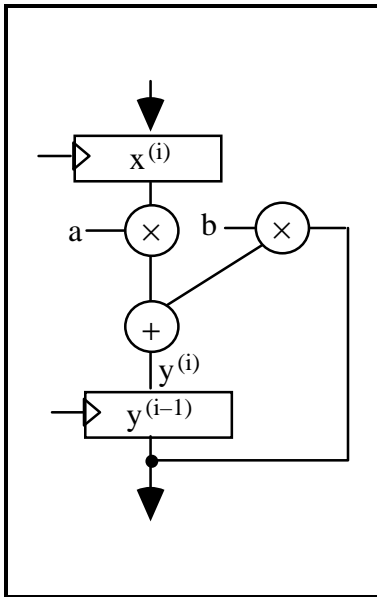 x^(i)
a × b ×
+
y^(i)
y^(i–1)